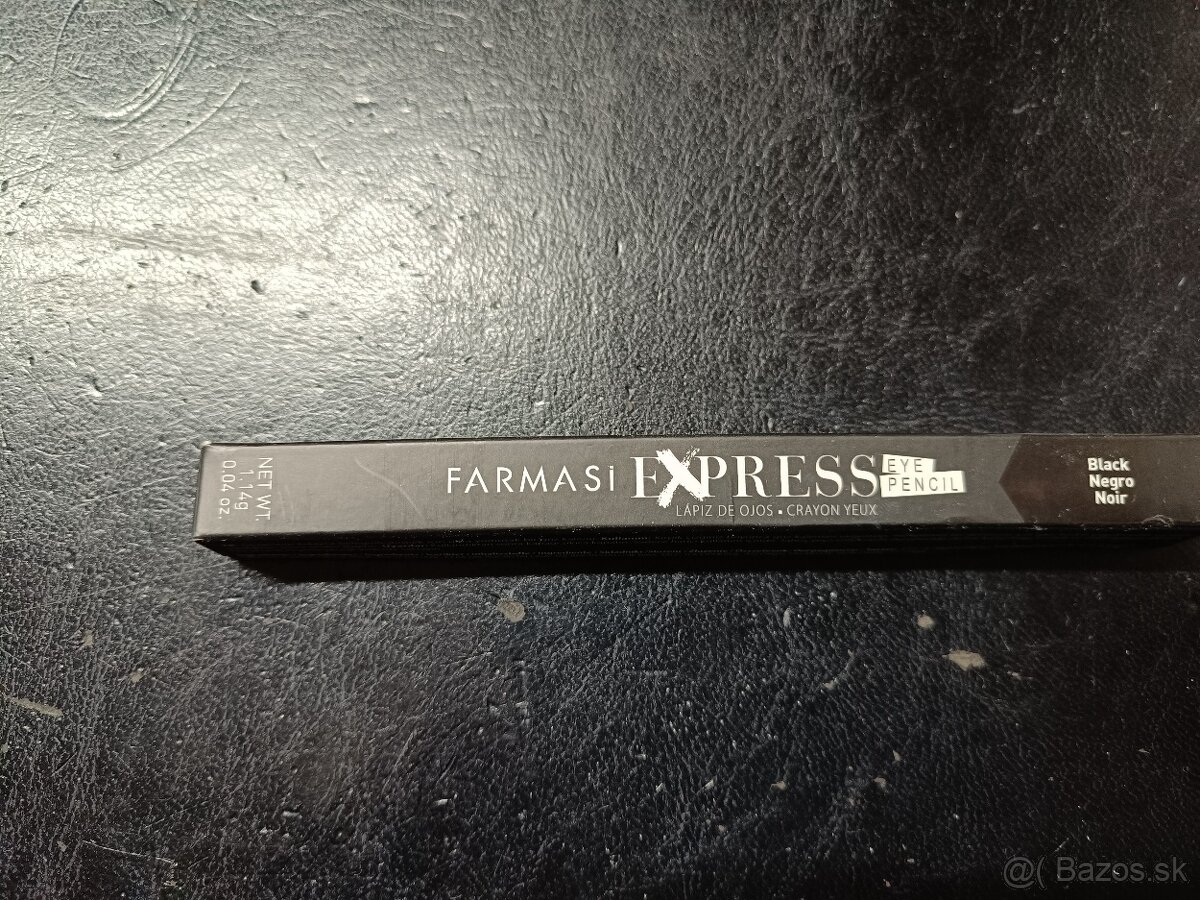 NET WT.
1.14g
0.04 oz.
FARMASi EXPRESS EYE PENCIL
LÁPIZ DE OJOS • CRAYON YEUX
Black
Negro
Noir
@( Bazos.sk